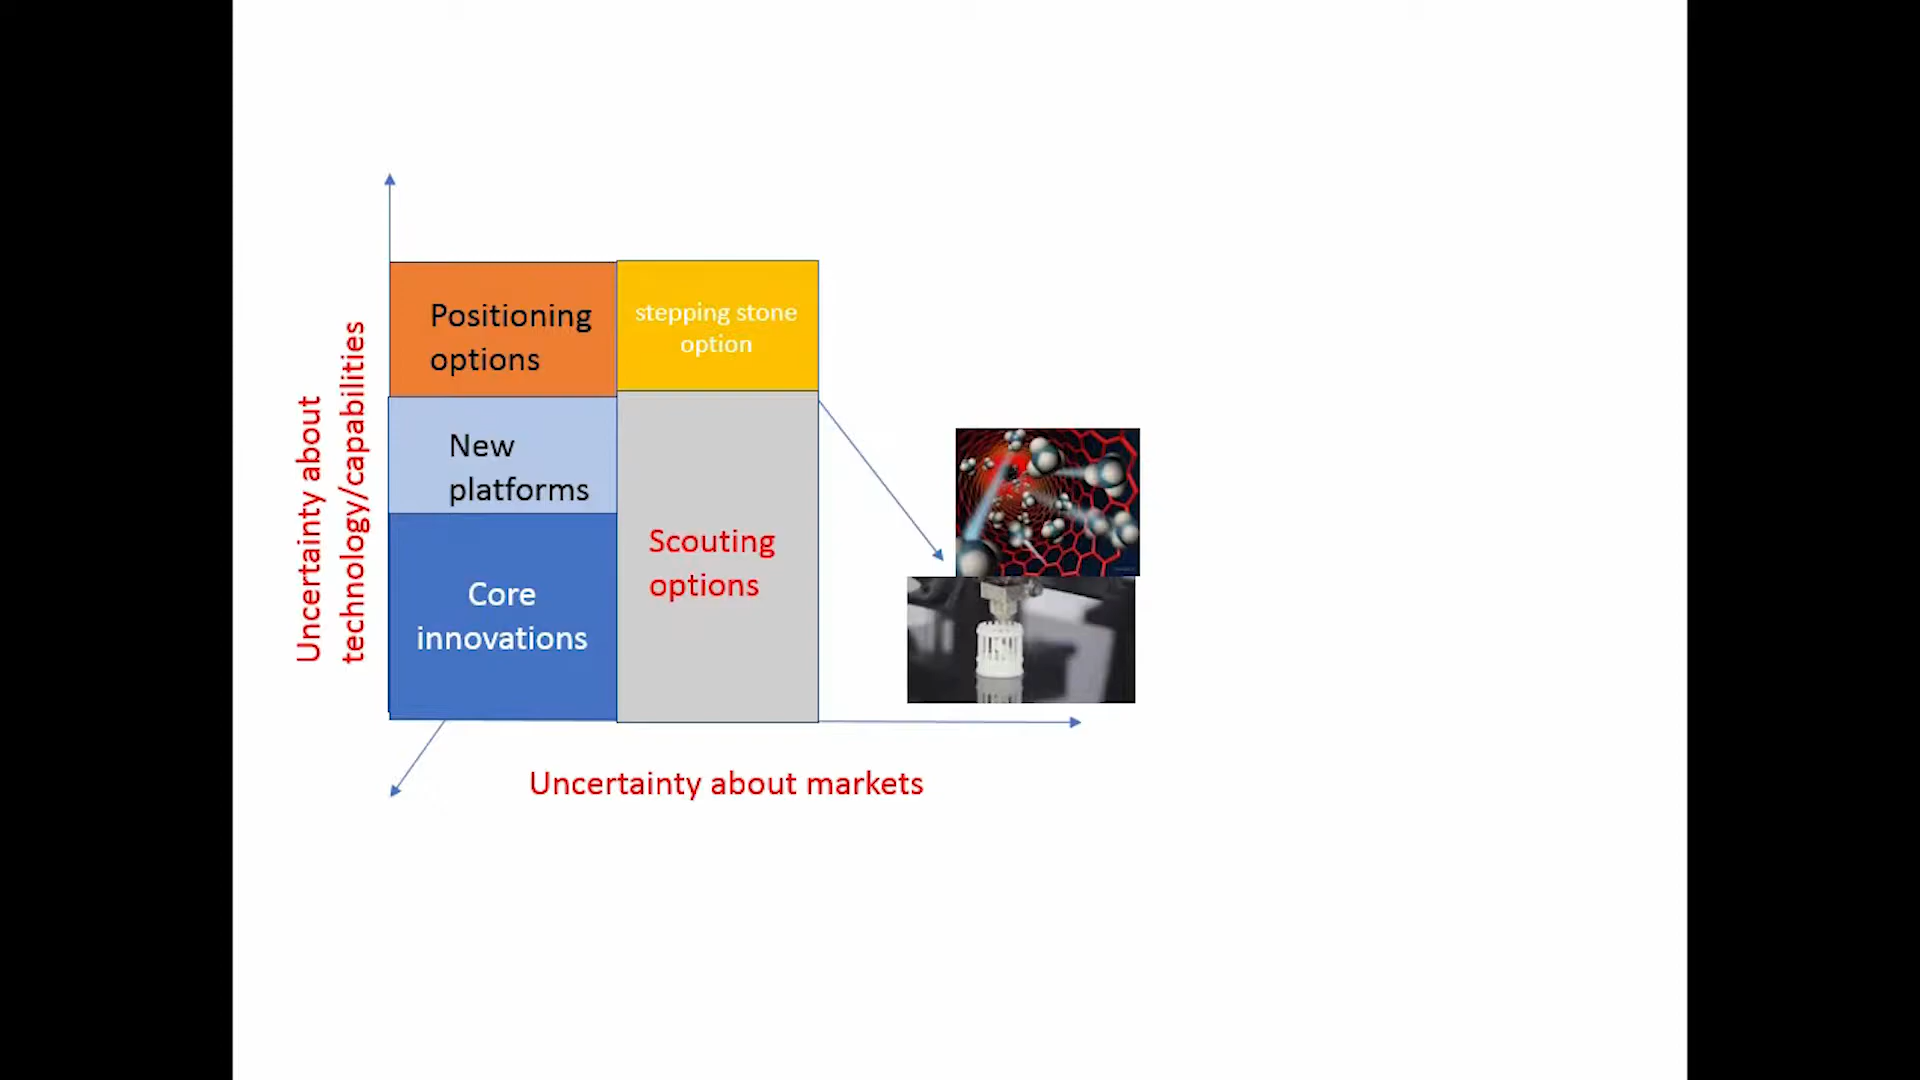 Uncertainty about
technology/capabilities
Positioning
options
stepping stone
option
New
platforms
Scouting
options
Core
innovations
Uncertainty about markets